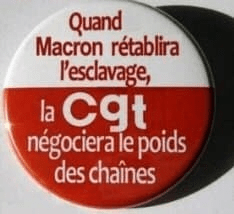 Quand
Macron rétablira
l'esclavage,
la Cgt
négociera le poids
des chaînes